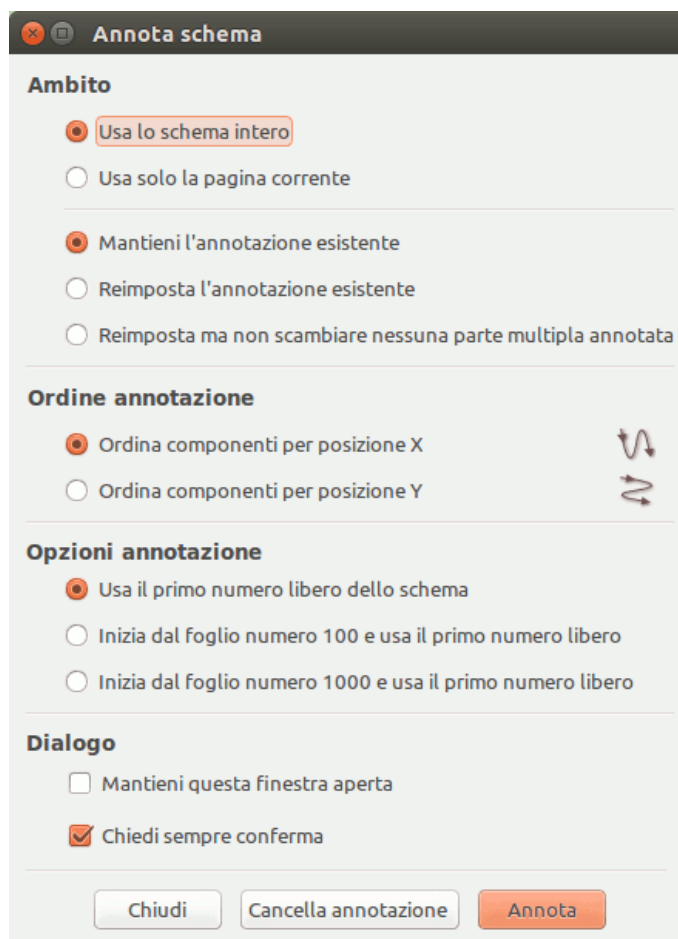 Annota schema
Ambito
Usa lo schema intero
Usa solo la pagina corrente
Mantieni l'annotazione esistente
Reimposta l'annotazione esistente
Reimposta ma non scambiare nessuna parte multipla annotata
Ordine annotazione
Ordina componenti per posizione X
Ordina componenti per posizione Y
Opzioni annotazione
Usa il primo numero libero dello schema
Inizia dal foglio numero 100 e usa il primo numero libero
Inizia dal foglio numero 1000 e usa il primo numero libero
Dialogo
Mantieni questa finestra aperta
Chiedi sempre conferma
Chiudi Cancella annotazione Annota